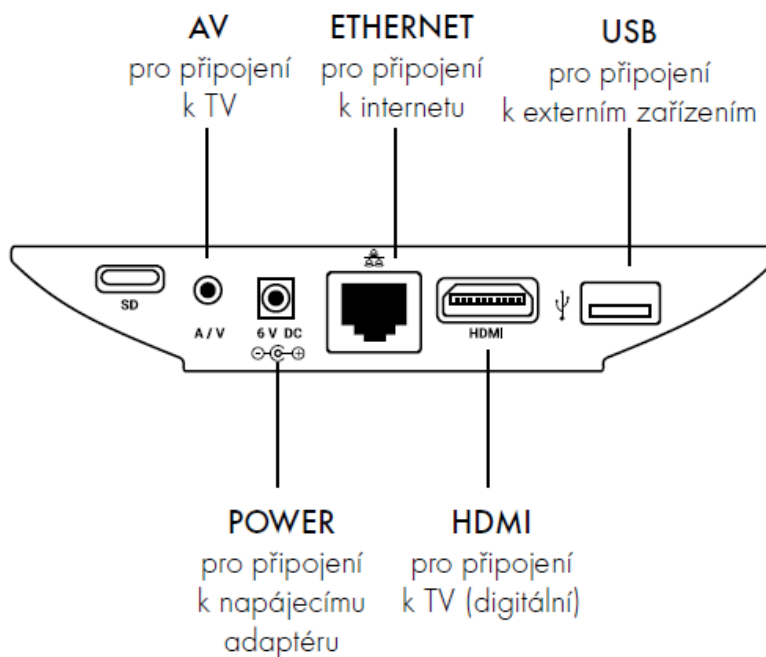 AV
pro připojení
k TV
ETHERNET
pro připojení
k internetu
USB
pro připojení
k externím zařízením
SD
A / V
6 V DC
HDMI
POWER
pro připojení
k napájecímu
adaptéru
HDMI
pro připojení
k TV (digitální)